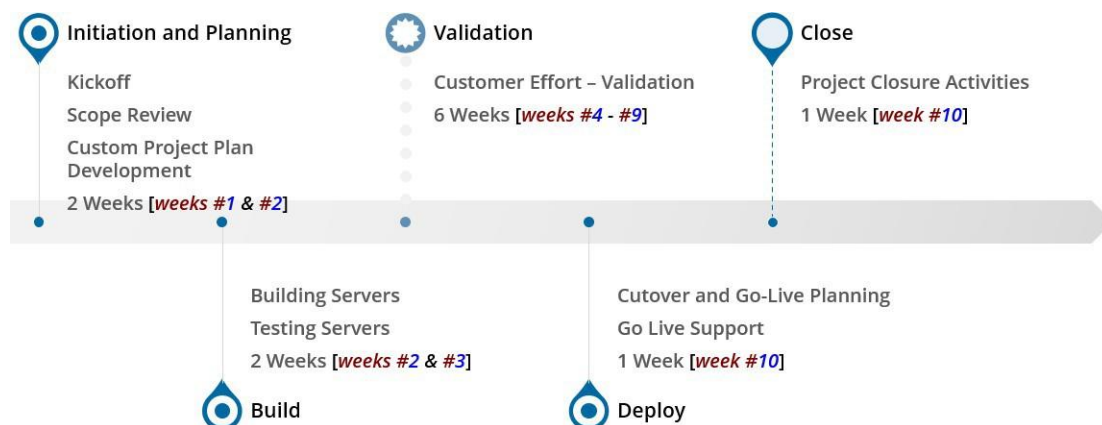 Initiation and Planning
Kickoff
Scope Review
Custom Project Plan
Development
2 Weeks [weeks #1 & #2]
Validation
Customer Effort – Validation
6 Weeks [weeks #4 - #9]
Close
Project Closure Activities
1 Week [week #10]
Building Servers
Testing Servers
2 Weeks [weeks #2 & #3]
Build
Cutover and Go-Live Planning
Go Live Support
1 Week [week #10]
Deploy